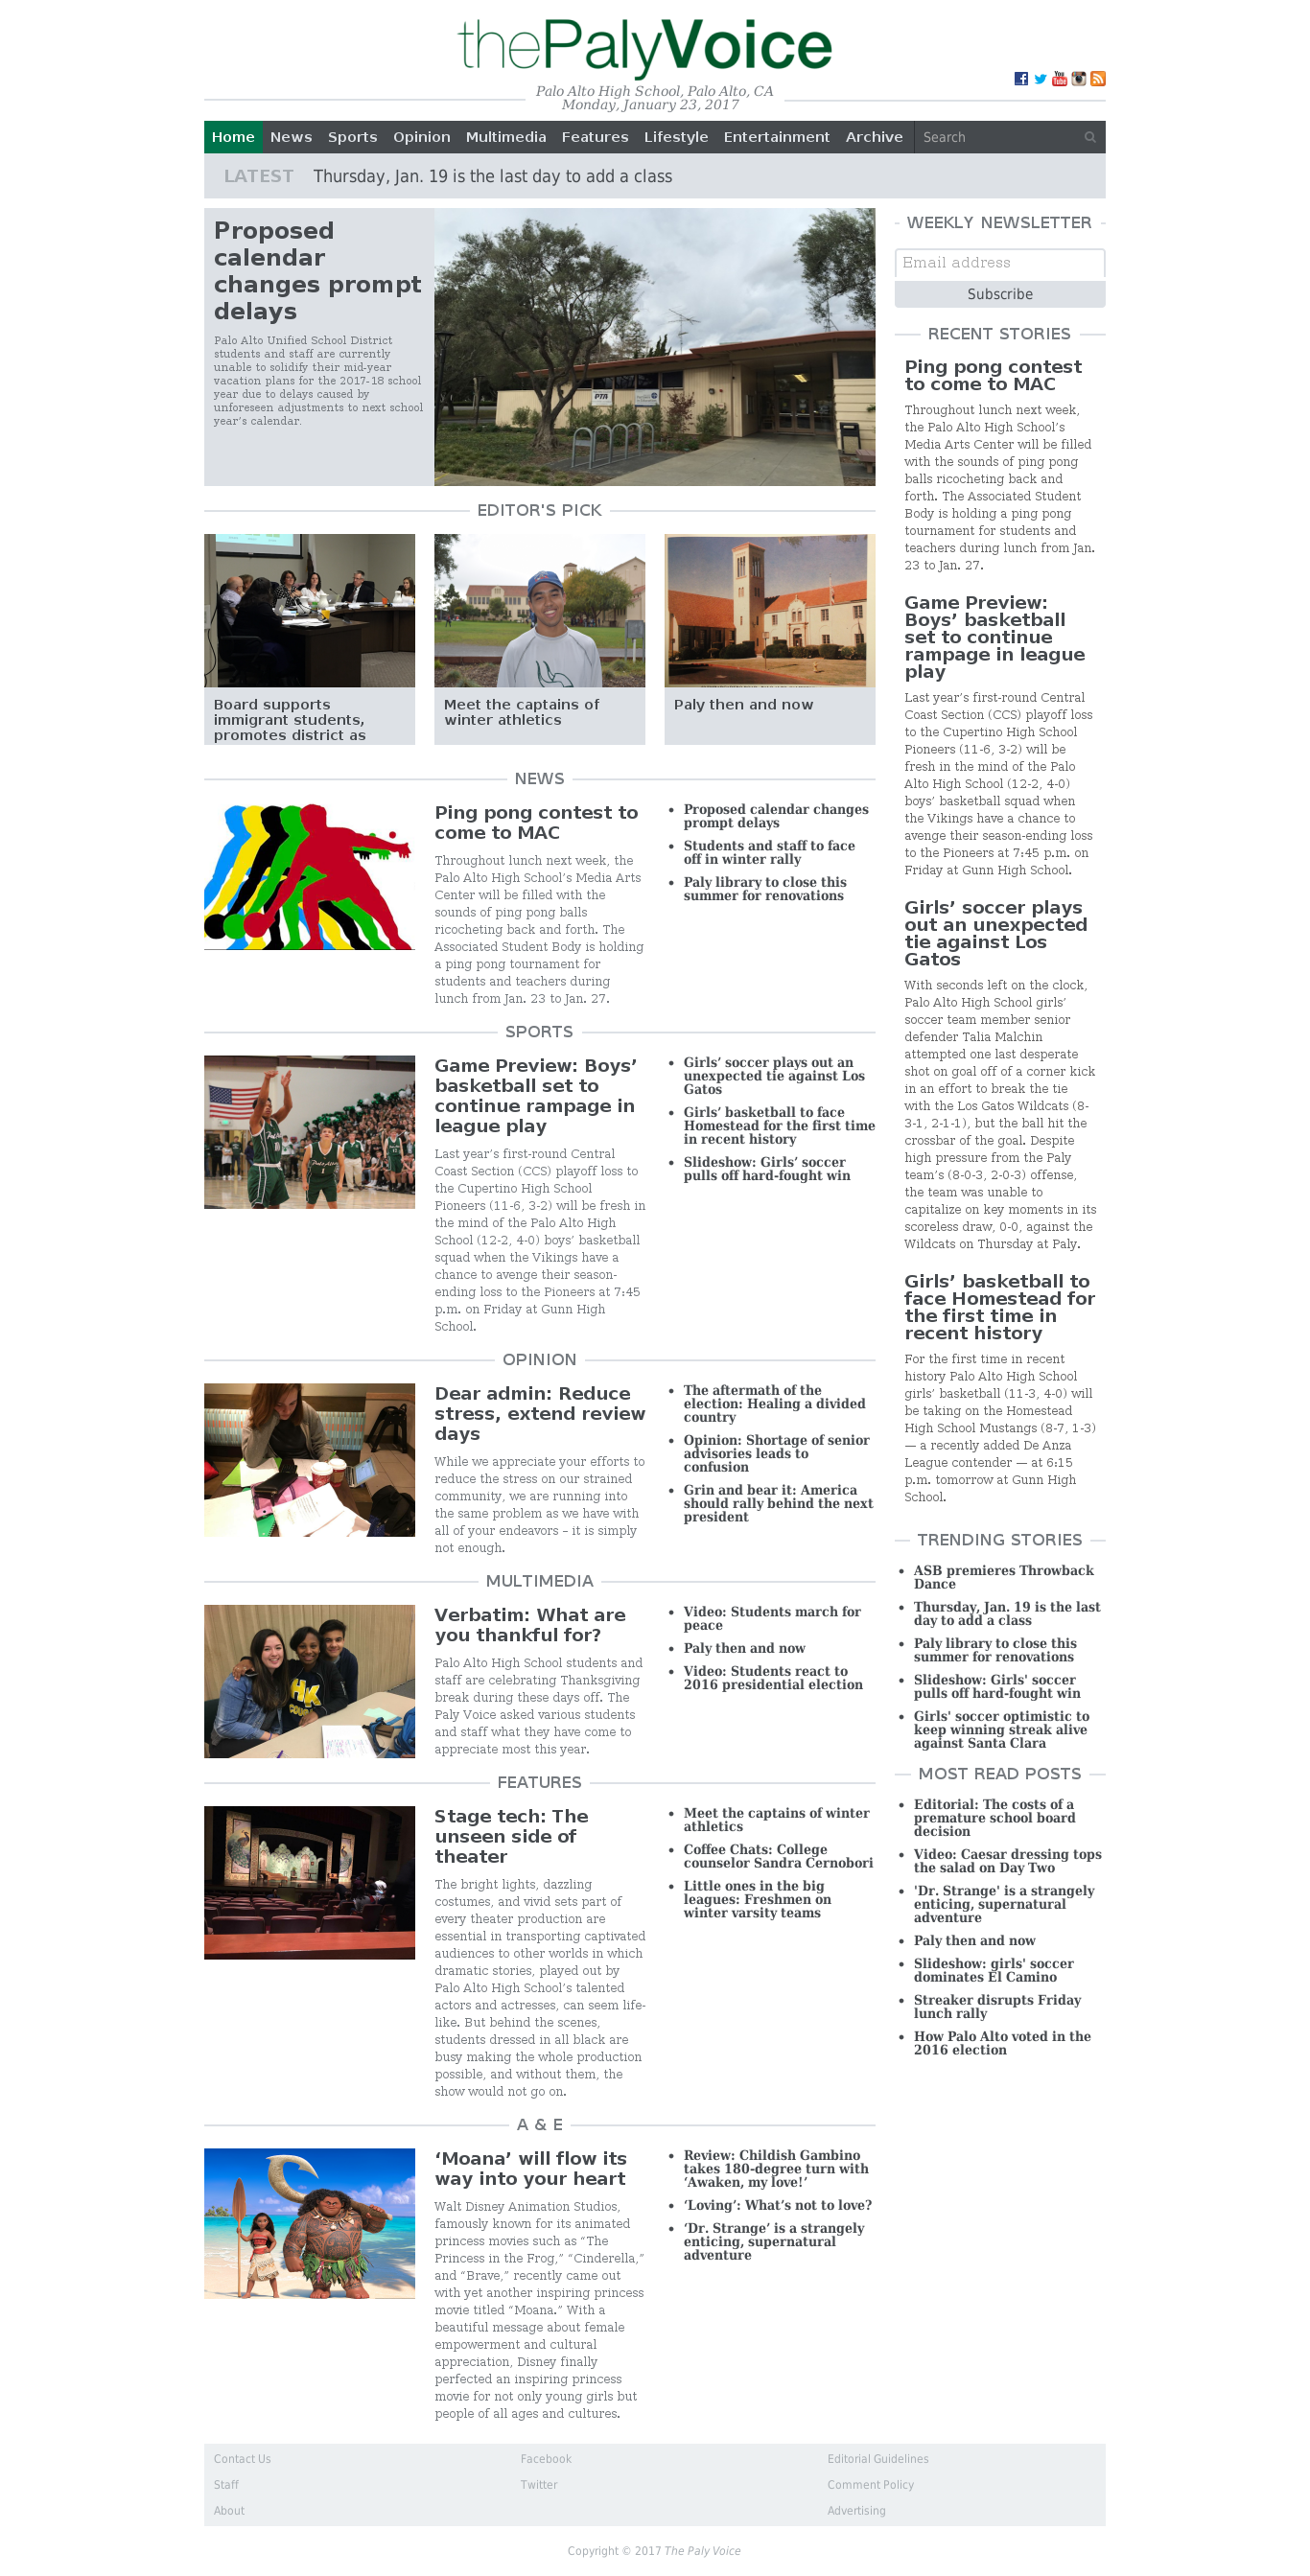 thePalyVoice
Palo Alto High School, Palo Alto, CA
Monday, January 23, 2017
Home News Sports Opinion Multimedia Features Lifestyle Entertainment Archive Search
LATEST Thursday, Jan. 19 is the last day to add a class
Proposed
calendar
changes prompt
delays
Palo Alto Unified School District
students and staff are currently
unable to solidify their mid-year
vacation plans for the 2017-18 school
year due to delays caused by
unforeseen adjustments to next school
year’s calendar.
PTA
EDITOR'S PICK
Board supports
immigrant students,
promotes district as
Meet the captains of
winter athletics
Paly then and now
NEWS
Ping pong contest to
come to MAC
Throughout lunch next week, the
Palo Alto High School’s Media Arts
Center will be filled with the
sounds of ping pong balls
ricocheting back and forth. The
Associated Student Body is holding
a ping pong tournament for
students and teachers during
lunch from Jan. 23 to Jan. 27.
• Proposed calendar changes
prompt delays
• Students and staff to face
off in winter rally
• Paly library to close this
summer for renovations
SPORTS
Game Preview: Boys’
basketball set to
continue rampage in
league play
Last year’s first-round Central
Coast Section (CCS) playoff loss to
the Cupertino High School
Pioneers (11-6, 3-2) will be fresh in
the mind of the Palo Alto High
School (12-2, 4-0) boys’ basketball
squad when the Vikings have a
chance to avenge their season-
ending loss to the Pioneers at 7:45
p.m. on Friday at Gunn High
School.
• Girls’ soccer plays out an
unexpected tie against Los
Gatos
• Girls’ basketball to face
Homestead for the first time
in recent history
• Slideshow: Girls’ soccer
pulls off hard-fought win
OPINION
Dear admin: Reduce
stress, extend review
days
While we appreciate your efforts to
reduce the stress on our strained
community, we are running into
the same problem as we have with
all of your endeavors – it is simply
not enough.
• The aftermath of the
election: Healing a divided
country
• Opinion: Shortage of senior
advisories leads to
confusion
• Grin and bear it: America
should rally behind the next
president
MULTIMEDIA
Verbatim: What are
you thankful for?
Palo Alto High School students and
staff are celebrating Thanksgiving
break during these days off. The
Paly Voice asked various students
and staff what they have come to
appreciate most this year.
• Video: Students march for
peace
• Paly then and now
• Video: Students react to
2016 presidential election
FEATURES
Stage tech: The
unseen side of
theater
The bright lights, dazzling
costumes, and vivid sets part of
every theater production are
essential in transporting captivated
audiences to other worlds in which
dramatic stories, played out by
Palo Alto High School’s talented
actors and actresses, can seem life-
like. But behind the scenes,
students dressed in all black are
busy making the whole production
possible, and without them, the
show would not go on.
• Meet the captains of winter
athletics
• Coffee Chats: College
counselor Sandra Cernobori
• Little ones in the big
leagues: Freshmen on
winter varsity teams
A & E
‘Moana’ will flow its
way into your heart
Walt Disney Animation Studios,
famously known for its animated
princess movies such as “The
Princess in the Frog,” “Cinderella,”
and “Brave,” recently came out
with yet another inspiring princess
movie titled “Moana.” With a
beautiful message about female
empowerment and cultural
appreciation, Disney finally
perfected an inspiring princess
movie for not only young girls but
people of all ages and cultures.
• Review: Childish Gambino
takes 180-degree turn with
‘Awaken, my love!’
• ‘Loving’: What’s not to love?
• ‘Dr. Strange’ is a strangely
enticing, supernatural
adventure
WEEKLY NEWSLETTER
Email address
Subscribe
RECENT STORIES
Ping pong contest
to come to MAC
Throughout lunch next week,
the Palo Alto High School’s
Media Arts Center will be filled
with the sounds of ping pong
balls ricocheting back and
forth. The Associated Student
Body is holding a ping pong
tournament for students and
teachers during lunch from Jan.
23 to Jan. 27.
Game Preview:
Boys’ basketball
set to continue
rampage in league
play
Last year’s first-round Central
Coast Section (CCS) playoff loss
to the Cupertino High School
Pioneers (11-6, 3-2) will be
fresh in the mind of the Palo
Alto High School (12-2, 4-0)
boys’ basketball squad when
the Vikings have a chance to
avenge their season-ending loss
to the Pioneers at 7:45 p.m. on
Friday at Gunn High School.
Girls’ soccer plays
out an unexpected
tie against Los
Gatos
With seconds left on the clock,
Palo Alto High School girls’
soccer team member senior
defender Talia Malchin
attempted one last desperate
shot on goal off of a corner kick
in an effort to break the tie
with the Los Gatos Wildcats (8-
3-1, 2-1-1), but the ball hit the
crossbar of the goal. Despite
high pressure from the Paly
team’s (8-0-3, 2-0-3) offense,
the team was unable to
capitalize on key moments in its
scoreless draw, 0-0, against the
Wildcats on Thursday at Paly.
Girls’ basketball to
face Homestead for
the first time in
recent history
For the first time in recent
history Palo Alto High School
girls’ basketball (11-3, 4-0) will
be taking on the Homestead
High School Mustangs (8-7, 1-3)
— a recently added De Anza
League contender — at 6:15
p.m. tomorrow at Gunn High
School.
TRENDING STORIES
• ASB premieres Throwback
Dance
• Thursday, Jan. 19 is the last
day to add a class
• Paly library to close this
summer for renovations
• Slideshow: Girls' soccer
pulls off hard-fought win
• Girls' soccer optimistic to
keep winning streak alive
against Santa Clara
MOST READ POSTS
• Editorial: The costs of a
premature school board
decision
• Video: Caesar dressing tops
the salad on Day Two
• 'Dr. Strange' is a strangely
enticing, supernatural
adventure
• Paly then and now
• Slideshow: girls' soccer
dominates El Camino
• Streaker disrupts Friday
lunch rally
• How Palo Alto voted in the
2016 election
Contact Us Facebook Editorial Guidelines
Staff Twitter Comment Policy
About Advertising
Copyright © 2017 The Paly Voice